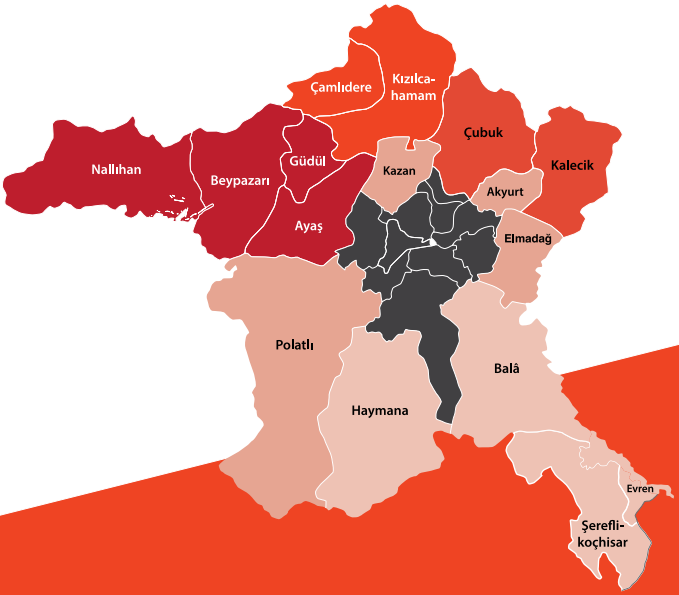 Çamlıdere
Kızılca-
hamam
Çubuk
Kalecik
Nallıhan
Beypazarı
Güdül
Kazan
Akyurt
Ayaş
Elmadağ
Polatlı
Balâ
Haymana
Evren
Şerefli-
koçhisar